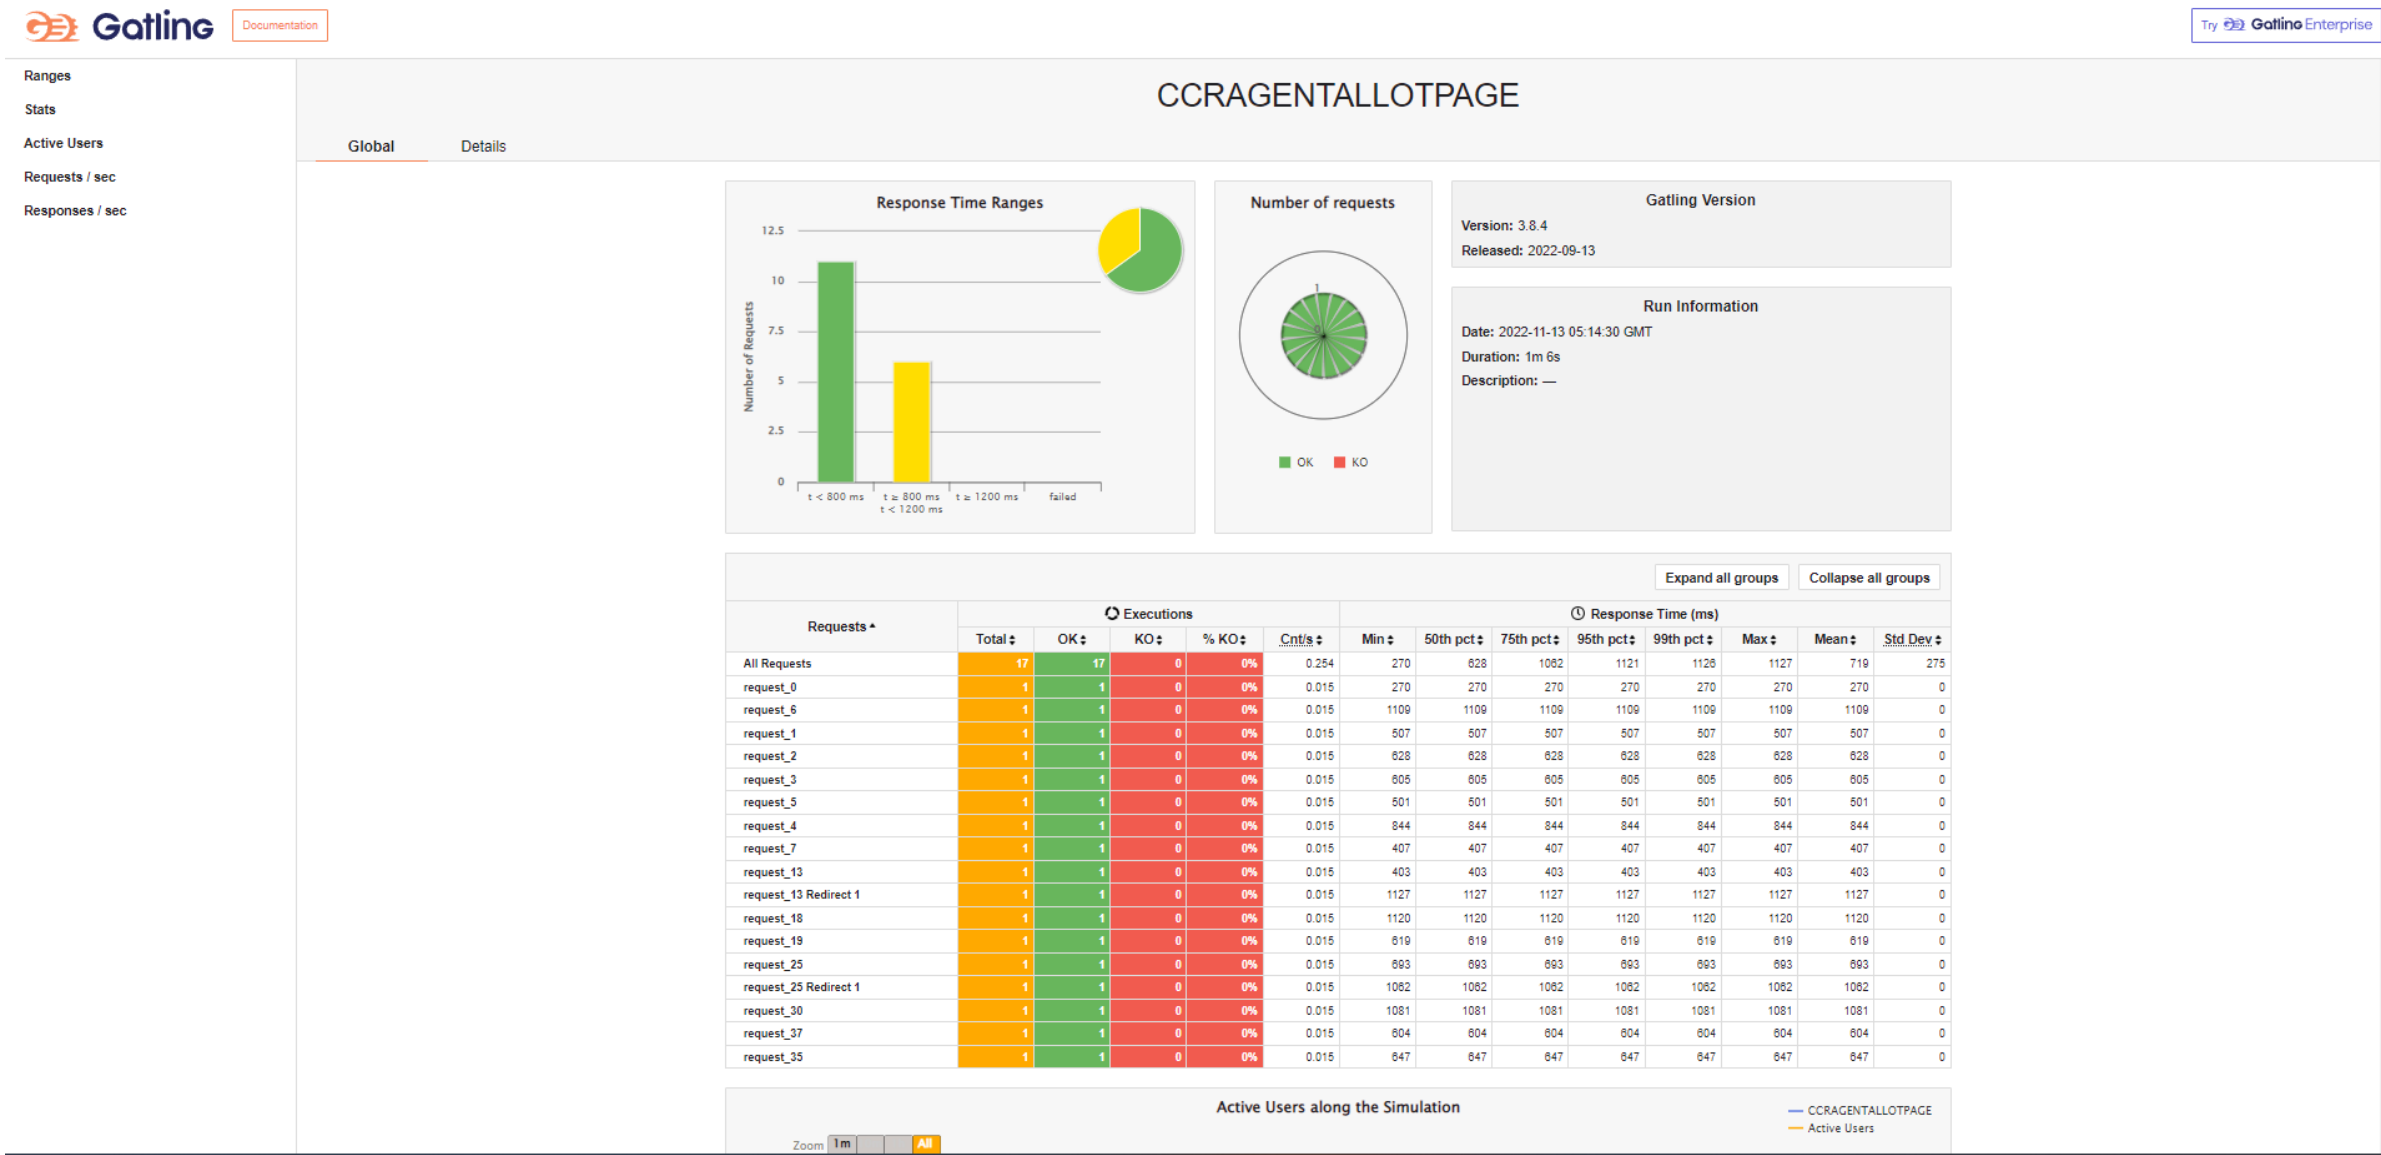 Gatling Documentation Try Gatling Enterprise
Ranges
Stats
Active Users
Requests / sec
Responses / sec
CCRAGENTALLOTPAGE
Global Details
Response Time Ranges
12.5
10
7.5
5
2.5
0
Number of Requests
t < 800 ms
t ≥ 800 ms
t < 1200 ms
t ≥ 1200 ms
failed
Number of requests
1
0
OK KO
Gatling Version
Version: 3.8.4
Released: 2022-09-13
Run Information
Date: 2022-11-13 05:14:30 GMT
Duration: 1m 6s
Description: —
Expand all groups Collapse all groups
Requests Executions Response Time (ms)
Total OK KO % KO Cnt/s Min 50th pct 75th pct 95th pct 99th pct Max Mean Std Dev
All Requests 17 17 0 0% 0.254 270 628 1062 1121 1126 1127 719 275
request_0 1 1 0 0% 0.015 270 270 270 270 270 270 270 0
request_6 1 1 0 0% 0.015 1109 1109 1109 1109 1109 1109 1109 0
request_1 1 1 0 0% 0.015 507 507 507 507 507 507 507 0
request_2 1 1 0 0% 0.015 628 628 628 628 628 628 628 0
request_3 1 1 0 0% 0.015 605 605 605 605 605 605 605 0
request_5 1 1 0 0% 0.015 501 501 501 501 501 501 501 0
request_4 1 1 0 0% 0.015 844 844 844 844 844 844 844 0
request_7 1 1 0 0% 0.015 407 407 407 407 407 407 407 0
request_13 1 1 0 0% 0.015 403 403 403 403 403 403 403 0
request_13 Redirect 1 1 1 0 0% 0.015 1127 1127 1127 1127 1127 1127 1127 0
request_18 1 1 0 0% 0.015 1120 1120 1120 1120 1120 1120 1120 0
request_19 1 1 0 0% 0.015 619 619 619 619 619 619 619 0
request_25 1 1 0 0% 0.015 693 693 693 693 693 693 693 0
request_25 Redirect 1 1 1 0 0% 0.015 1062 1062 1062 1062 1062 1062 1062 0
request_30 1 1 0 0% 0.015 1081 1081 1081 1081 1081 1081 1081 0
request_37 1 1 0 0% 0.015 604 604 604 604 604 604 604 0
request_35 1 1 0 0% 0.015 647 647 647 647 647 647 647 0
Active Users along the Simulation
CCRAGENTALLOTPAGE
Active Users
Zoom 1m All